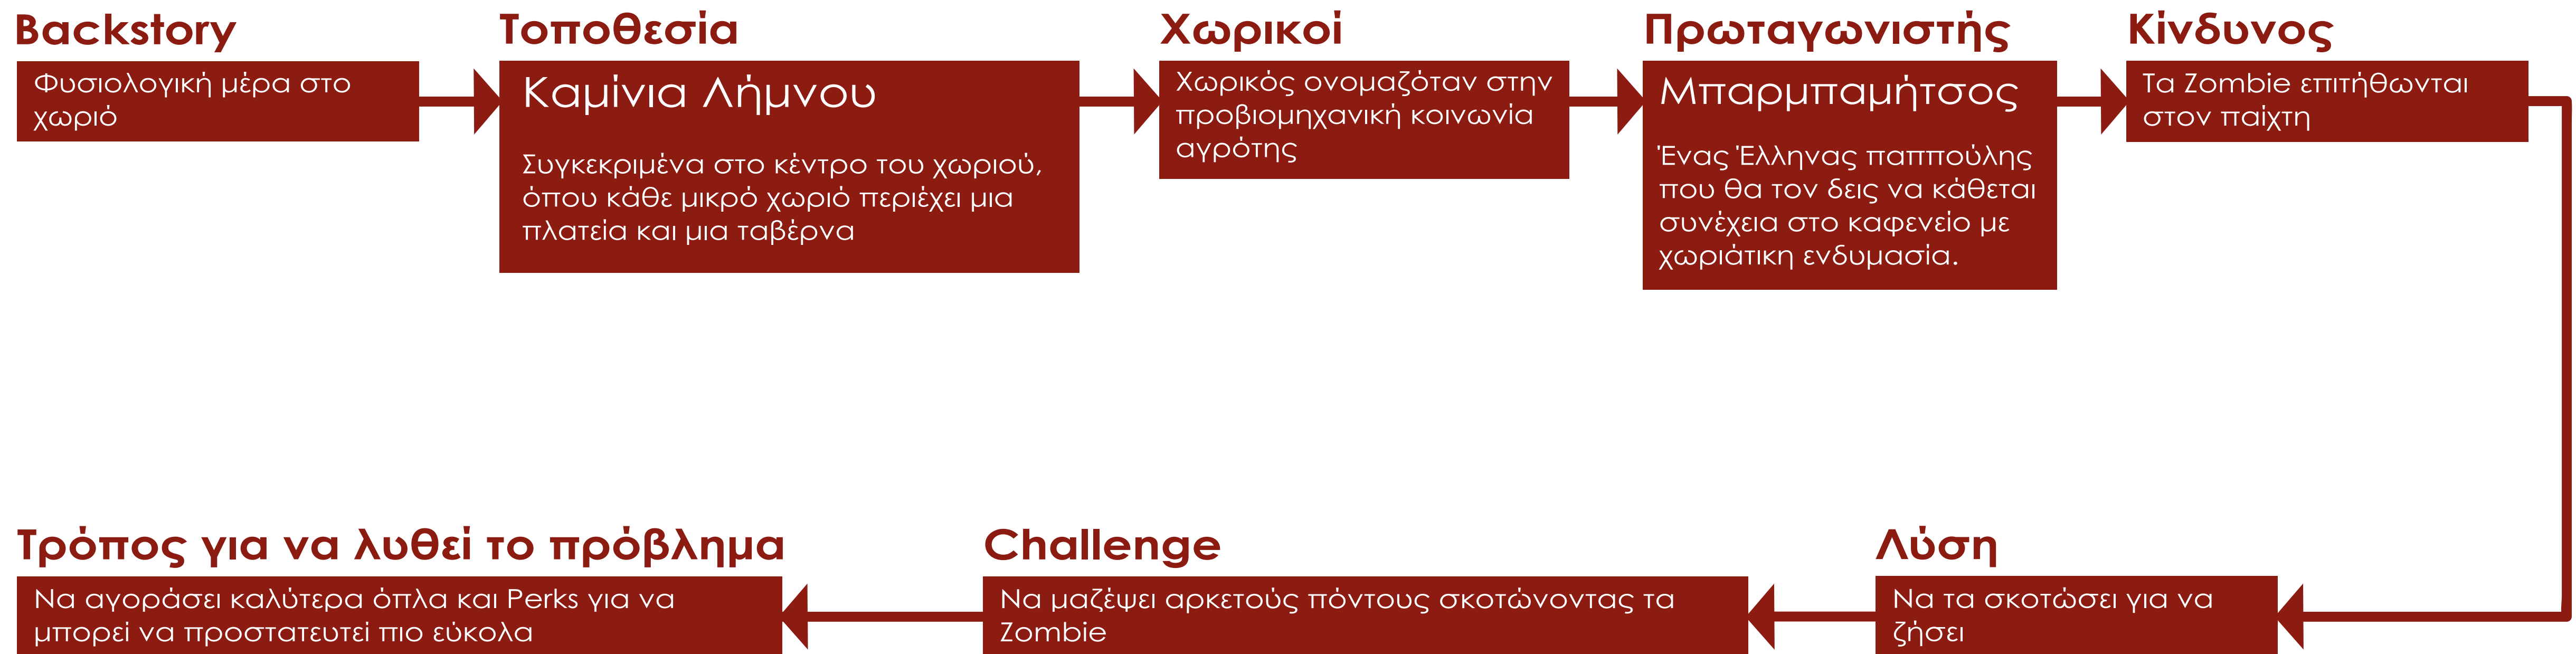 Backstory
Φυσιολογική μέρα στο
χωριό
Τοποθεσία
Καμίνια Λήμνου
Συγκεκριμένα στο κέντρο του χωριού,
όπου κάθε μικρό χωριό περιέχει μια
πλατεία και μια ταβέρνα
Χωρικοί
Χωρικός ονομαζόταν στην
προβιομηχανική κοινωνία
αγρότης
Πρωταγωνιστής
Μπαρμπαμήτσος
Ένας Έλληνας παππούλης
που θα τον δεις να κάθεται
συνέχεια στο καφενείο με
χωριάτικη ενδυμασία.
Κίνδυνος
Τα Zombie επιτήθωνται
στον παίχτη
Λύση
Να τα σκοτώσει για να
ζήσει
Challenge
Να μαζέψει αρκετούς πόντους σκοτώνοντας τα
Zombie
Τρόπος για να λυθεί το πρόβλημα
Να αγοράσει καλύτερα όπλα και Perks για να
μπορεί να προστατευτεί πιο εύκολα